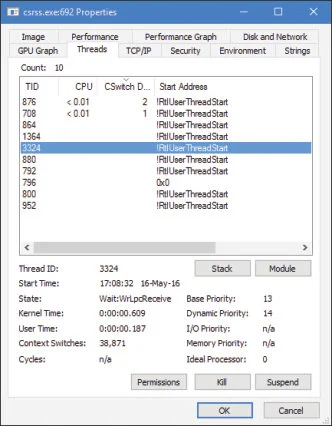 csrss.exe:692 Properties
Image Performance Performance Graph Disk and Network
GPU Graph Threads TCP/IP Security Environment Strings
Count: 10
TID CPU CSwitch D... Start Address
876 < 0.01 2 !RtlUserThreadStart
708 < 0.01 1 !RtlUserThreadStart
864 !RtlUserThreadStart
1364 !RtlUserThreadStart
3324 !RtlUserThreadStart
880 !RtlUserThreadStart
792 !RtlUserThreadStart
796 0x0
800 !RtlUserThreadStart
952 !RtlUserThreadStart
Thread ID: 3324 Stack Module
Start Time: 17:08:32 16-May-16
State: Wait:WrLpcReceive Base Priority: 13
Kernel Time: 0:00:00.609 Dynamic Priority: 14
User Time: 0:00:00.187 I/O Priority: n/a
Context Switches: 38,871 Memory Priority: n/a
Cycles: n/a Ideal Processor: 0
Permissions Kill Suspend
OK Cancel